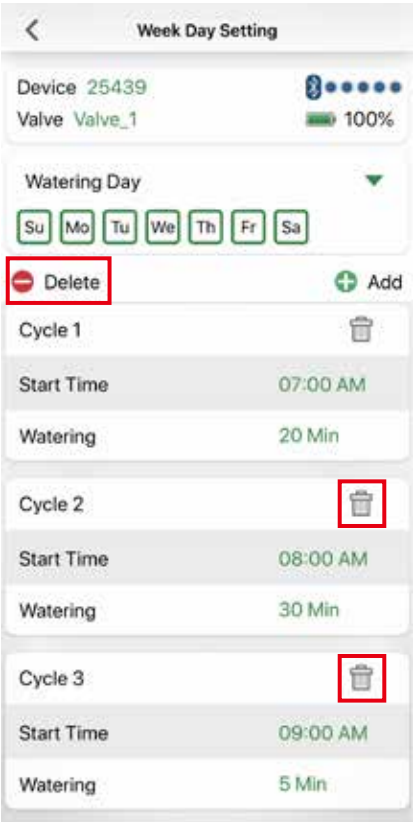 Week Day Setting
Device 25439
Valve Valve_1 100%
Watering Day
Su Mo Tu We Th Fr Sa
Delete Add
Cycle 1
Start Time 07:00 AM
Watering 20 Min
Cycle 2
Start Time 08:00 AM
Watering 30 Min
Cycle 3
Start Time 09:00 AM
Watering 5 Min